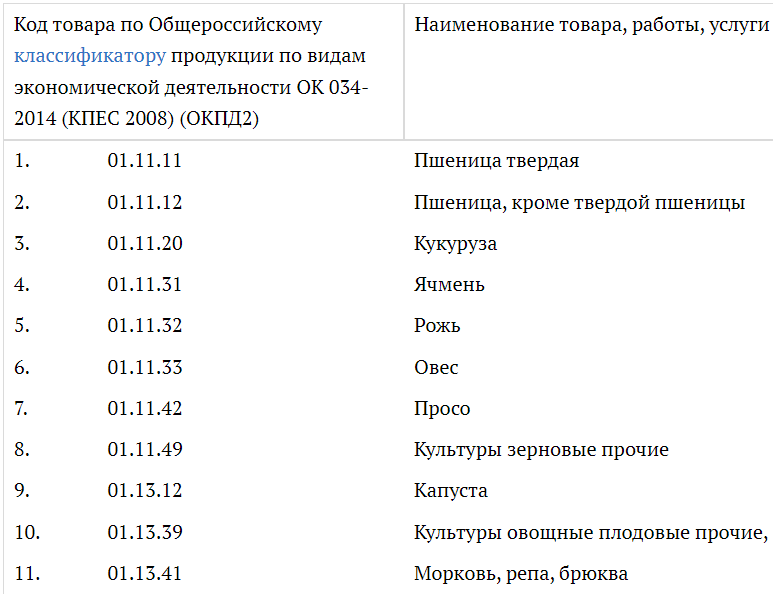 Код товара по Общероссийскому Наименование товара, работы, услуги
классификатору продукции по видам
экономической деятельности ОК 034-
2014 (КПЕС 2008) (ОКПД2)
1. 01.11.11 Пшеница твердая
2. 01.11.12 Пшеница, кроме твердой пшеницы
3. 01.11.20 Кукуруза
4. 01.11.31 Ячмень
5. 01.11.32 Рожь
6. 01.11.33 Овес
7. 01.11.42 Просо
8. 01.11.49 Культуры зерновые прочие
9. 01.13.12 Капуста
10. 01.13.39 Культуры овощные плодовые прочие,
11. 01.13.41 Морковь, репа, брюква